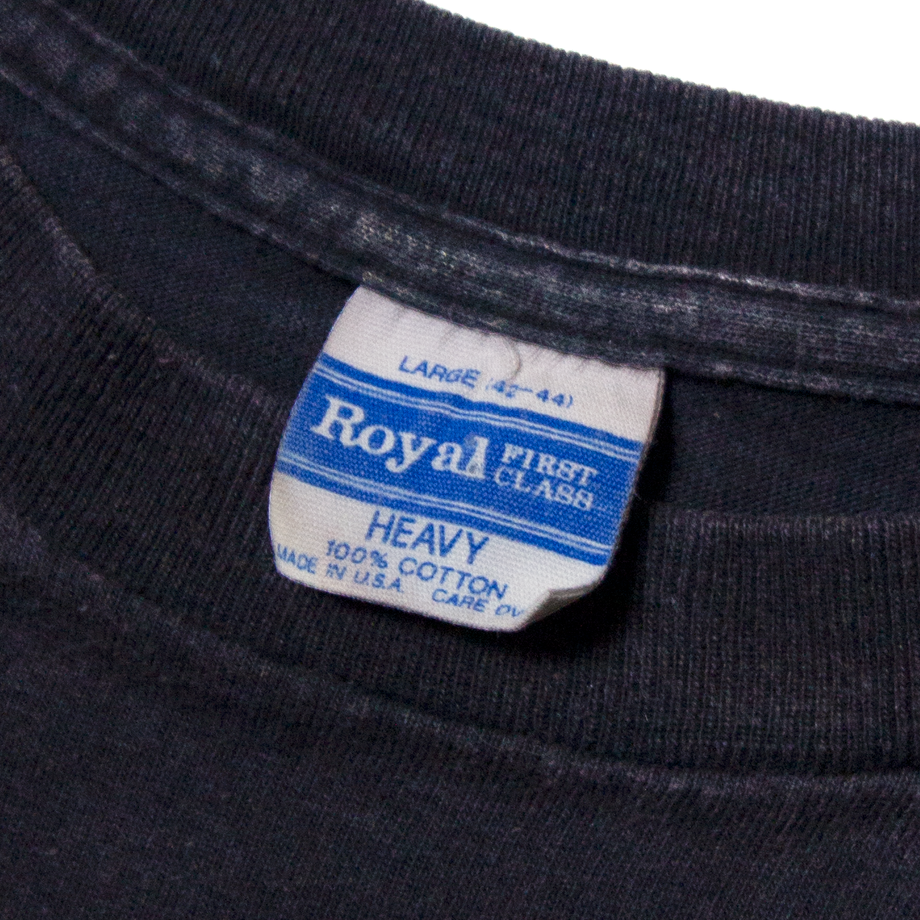 LARGE (42-44)
Royal FIRST
CLASS
HEAVY
100% COTTON
MADE IN U.S.A. CARE